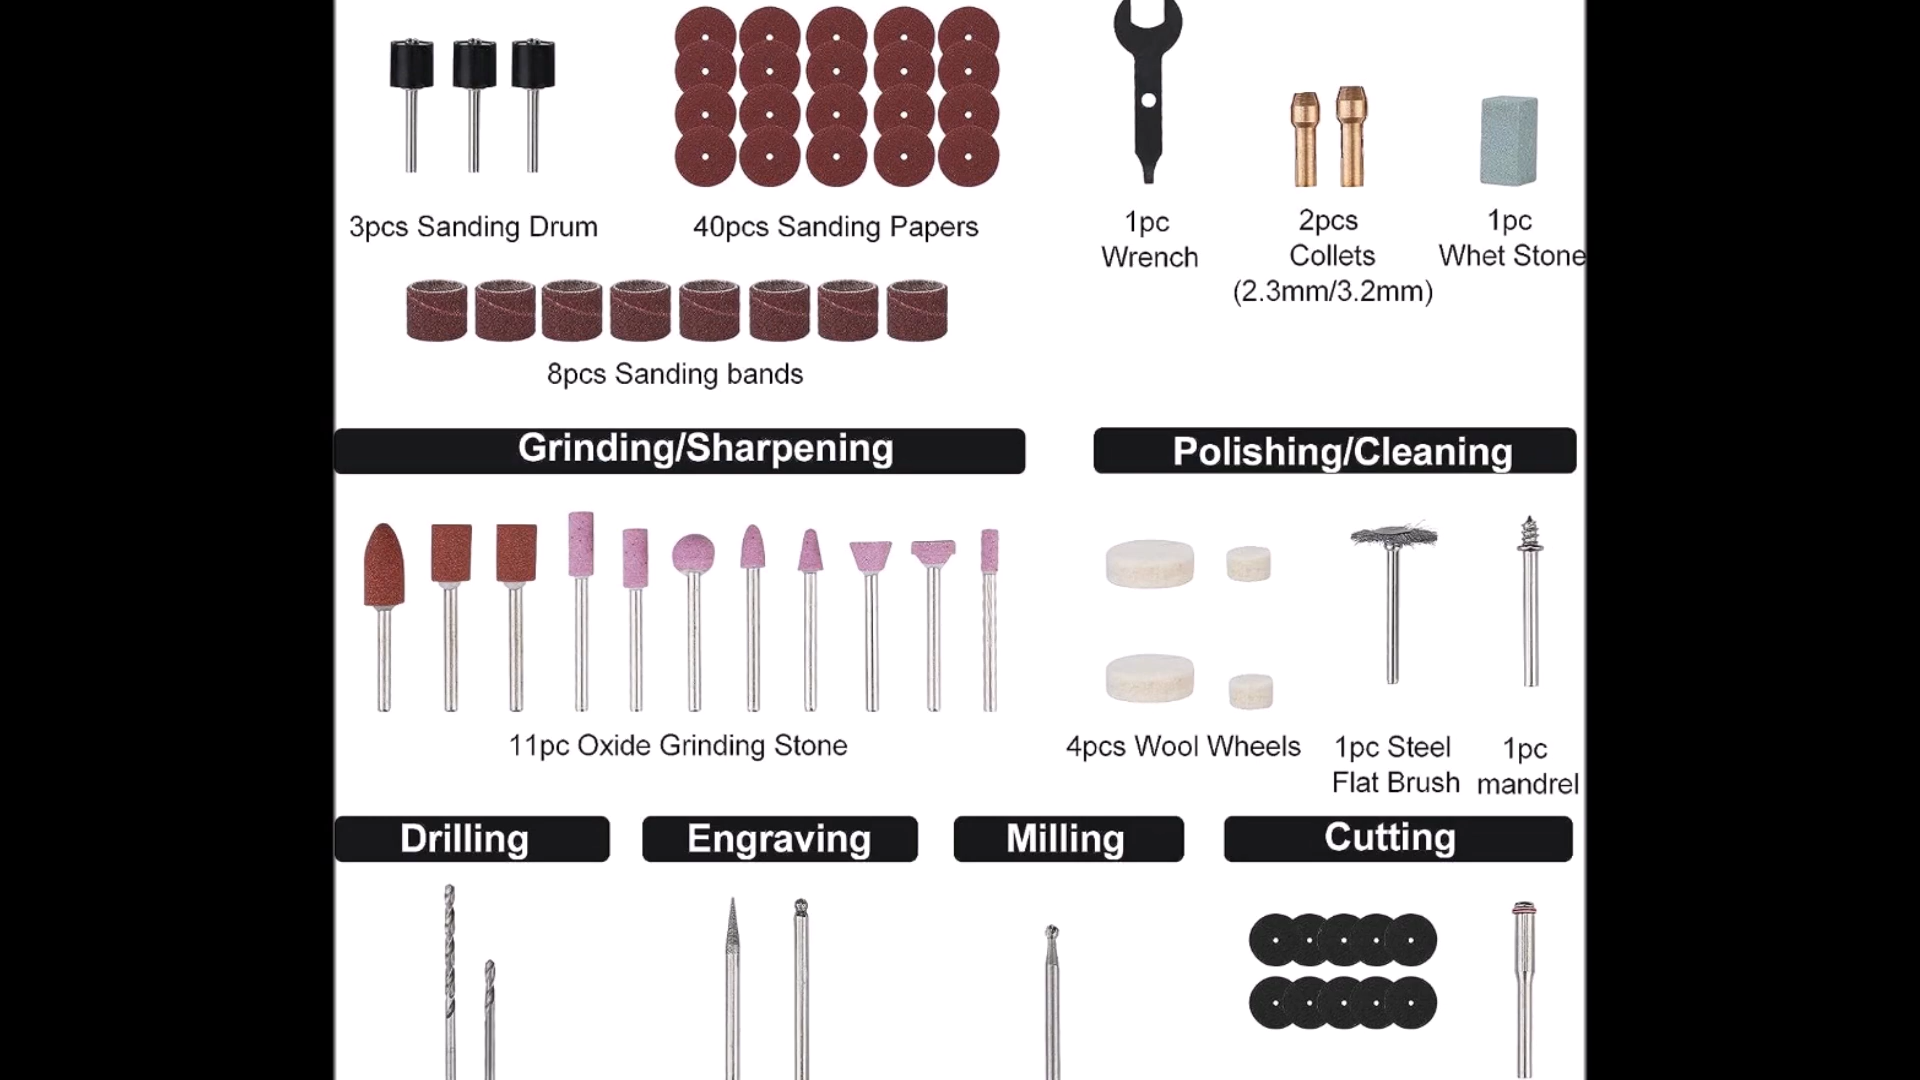 3pcs Sanding Drum
40pcs Sanding Papers
1pc
Wrench
2pcs
Collets
(2.3mm/3.2mm)
1pc
Whet Stone
8pcs Sanding bands
Grinding/Sharpening
Polishing/Cleaning
11pc Oxide Grinding Stone
4pcs Wool Wheels
1pc Steel
Flat Brush
1pc
mandrel
Drilling
Engraving
Milling
Cutting